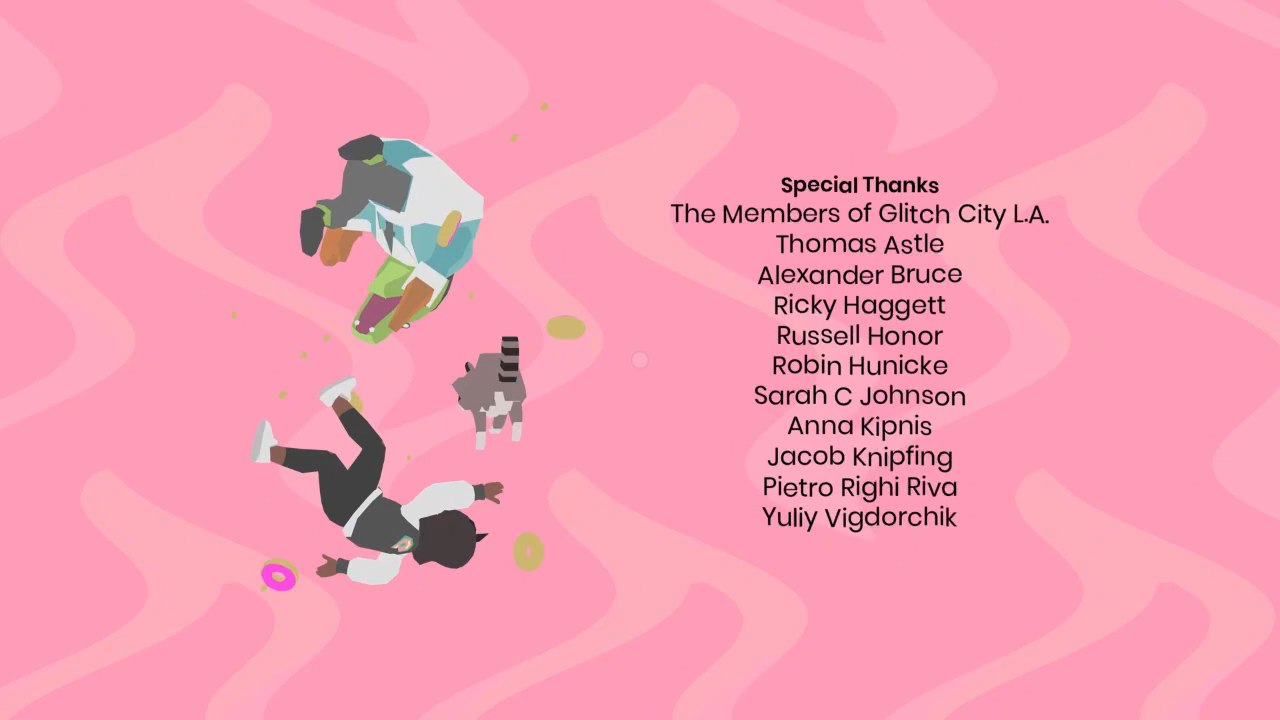 Special Thanks
The Members of Glitch City L.A.
Thomas Astle
Alexander Bruce
Ricky Haggett
Russell Honor
Robin Hunicke
Sarah C Johnson
Anna Kipnis
Jacob Knipfing
Pietro Righi Riva
Yuliy Vigdorchik